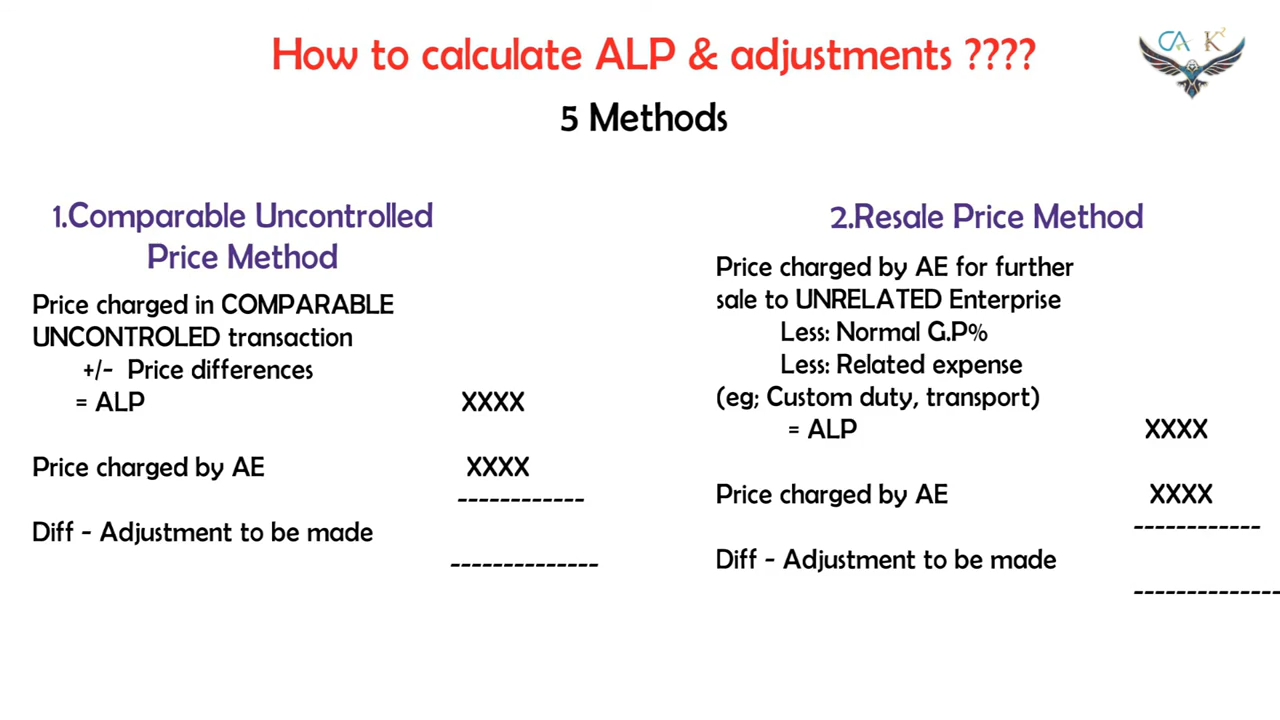 How to calculate ALP & adjustments ????
CA K
5 Methods
1.Comparable Uncontrolled
Price Method
Price charged in COMPARABLE
UNCONTROLED transaction
+/- Price differences
= ALP XXXX
Price charged by AE XXXX
------------
Diff - Adjustment to be made
--------------
2.Resale Price Method
Price charged by AE for further
sale to UNRELATED Enterprise
Less: Normal G.P%
Less: Related expense
(eg; Custom duty, transport)
= ALP XXXX
Price charged by AE XXXX
------------
Diff - Adjustment to be made
--------------